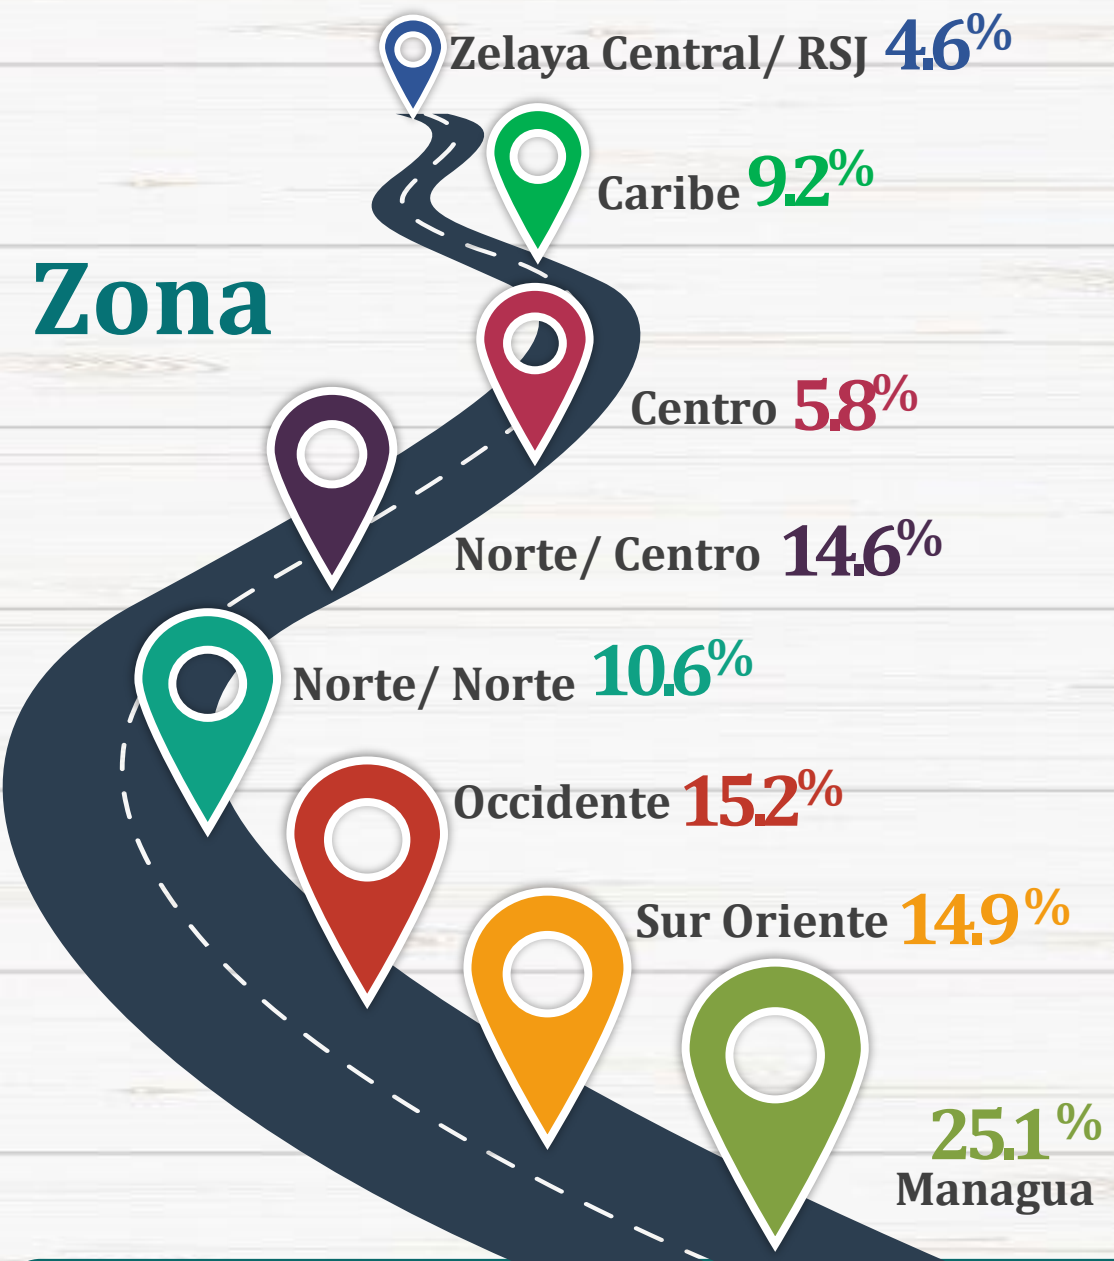 Zelaya Central/ RSJ 4.6%
Caribe 9.2%
Zona
Centro 5.8%
Norte/ Centro 14.6%
Norte/ Norte 10.6%
Occidente 15.2%
Sur Oriente 14.9%
25.1%
Managua